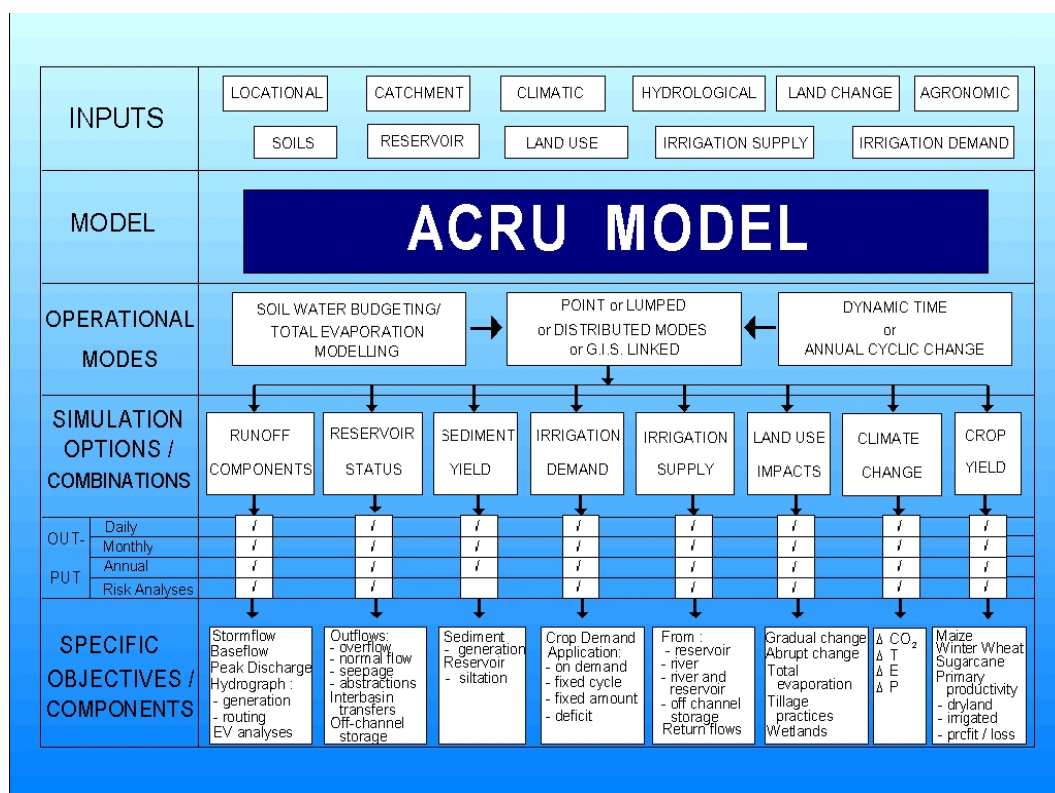 INPUTS
LOCATIONAL CATCHMENT CLIMATIC HYDROLOGICAL LAND CHANGE AGRONOMIC
SOILS RESERVOIR LAND USE IRRIGATION SUPPLY IRRIGATION DEMAND
MODEL
ACRU MODEL
OPERATIONAL
MODES
SOIL WATER BUDGETING/
TOTAL EVAPORATION
MODELLING
POINT or LUMPED
or DISTRIBUTED MODES
or G.I.S. LINKED
DYNAMIC TIME
or
ANNUAL CYCLIC CHANGE
SIMULATION
OPTIONS /
COMBINATIONS
RUNOFF
COMPONENTS
RESERVOIR
STATUS
SEDIMENT
YIELD
IRRIGATION
DEMAND
IRRIGATION
SUPPLY
LAND USE
IMPACTS
CLIMATE
CHANGE
CROP
YIELD
OUT-
PUT
Daily
Monthly
Annual
Risk Analyses
SPECIFIC
OBJECTIVES /
COMPONENTS
Stormflow
Baseflow
Peak Discharge
Hydrograph :
- generation
- routing
EV analyses
Outflows:
- overflow
- normal flow
- seepage
- abstractions
Interbasin
transfers
Off-channel
storage
Sediment
- generation
Reservoir
- siltation
Crop Demand
Application:
- on demand
- fixed cycle
- fixed amount
- deficit
From :
- reservoir
- river
- river and
reservoir
- off channel
storage
Return flows
Gradual change
Abrupt change
Total
evaporation
Tillage
practices
Wetlands
Δ CO₂
Δ T
Δ E
Δ P
Maize
Winter Wheat
Sugarcane
Primary
productivity
- dryland
- irrigated
- profit / loss